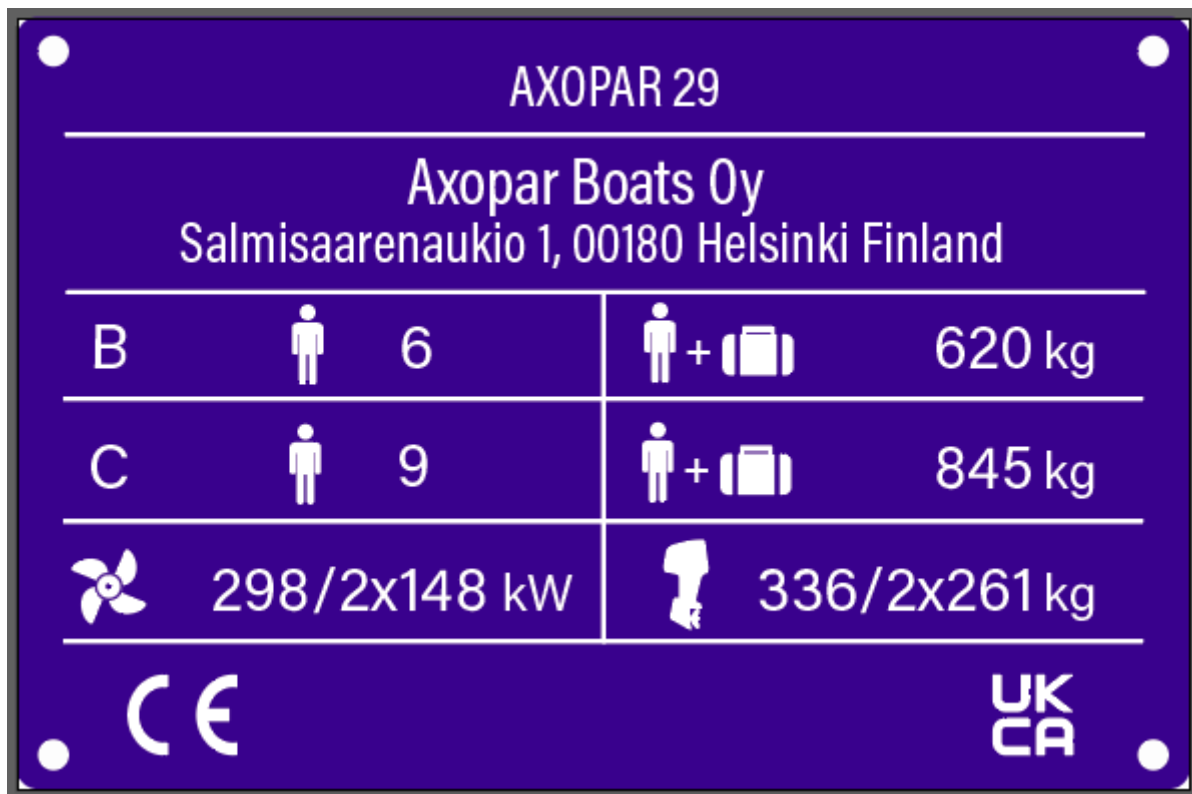 AXOPAR 29
Axopar Boats Oy
Salmisaarenaukio 1, 00180 Helsinki Finland
B 6 + 620 kg
C 9 + 845 kg
298/2x148 kW 336/2x261 kg
CE UK
CA